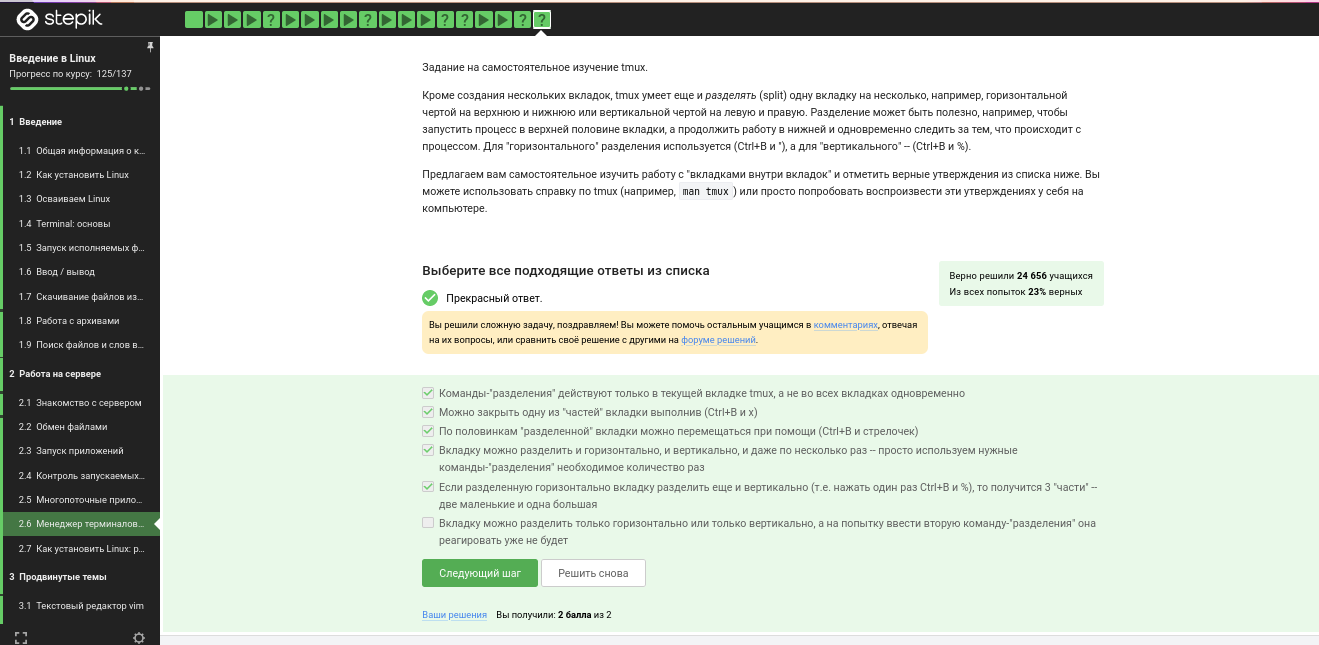 stepik
Введение в Linux
Прогресс по курсу: 125/137
1 Введение
1.1 Общая информация о к...
1.2 Как установить Linux
1.3 Осваиваем Linux
1.4 Terminal: основы
1.5 Запуск исполняемых ф...
1.6 Ввод / вывод
1.7 Скачивание файлов из...
1.8 Работа с архивами
1.9 Поиск файлов и слов в...
2 Работа на сервере
2.1 Знакомство с сервером
2.2 Обмен файлами
2.3 Запуск приложений
2.4 Контроль запускаемых...
2.5 Многопоточные прило...
2.6 Менеджер терминалов...
2.7 Как установить Linux: р...
3 Продвинутые темы
3.1 Текстовый редактор vim
Задание на самостоятельное изучение tmux.
Кроме создания нескольких вкладок, tmux умеет еще и разделять (split) одну вкладку на несколько, например, горизонтальной
чертой на верхнюю и нижнюю или вертикальной чертой на левую и правую. Разделение может быть полезно, например, чтобы
запустить процесс в верхней половине вкладки, а продолжить работу в нижней и одновременно следить за тем, что происходит с
процессом. Для "горизонтального" разделения используется (Ctrl+B и "), а для "вертикального" -- (Ctrl+B и %).
Предлагаем вам самостоятельное изучить работу с "вкладками внутри вкладок" и отметить верные утверждения из списка ниже. Вы
можете использовать справку по tmux (например, man tmux ) или просто попробовать воспроизвести эти утверждениях у себя на
компьютере.
Выберите все подходящие ответы из списка
Верно решили 24 656 учащихся
Из всех попыток 23% верных
Прекрасный ответ.
Вы решили сложную задачу, поздравляем! Вы можете помочь остальным учащимся в комментариях, отвечая
на их вопросы, или сравнить своё решение с другими на форуме решений.
Команды-"разделения" действуют только в текущей вкладке tmux, а не во всех вкладках одновременно
Можно закрыть одну из "частей" вкладки выполнив (Ctrl+B и x)
По половинкам "разделенной" вкладки можно перемещаться при помощи (Ctrl+B и стрелочек)
Вкладку можно разделить и горизонтально, и вертикально, и даже по несколько раз -- просто используем нужные
команды-"разделения" необходимое количество раз
Если разделенную горизонтально вкладку разделить еще и вертикально (т.е. нажать один раз Ctrl+B и %), то получится 3 "части" --
две маленькие и одна большая
Вкладку можно разделить только горизонтально или только вертикально, а на попытку ввести вторую команду-"разделения" она
реагировать уже не будет
Следующий шаг
Решить снова
Ваши решения Вы получили: 2 балла из 2